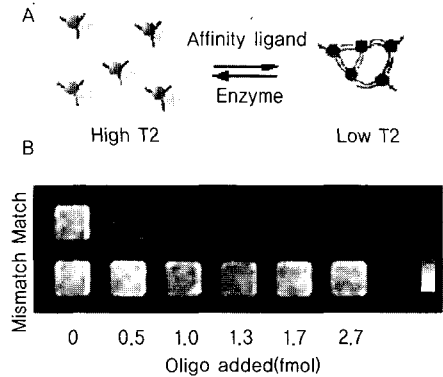 A
Affinity ligand
Enzyme
High T2
Low T2
B
Mismatch Match
0 0.5 1.0 1.3 1.7 2.7
Oligo added(fmol)